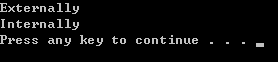 Externally
Internally
Press any key to continue . . .